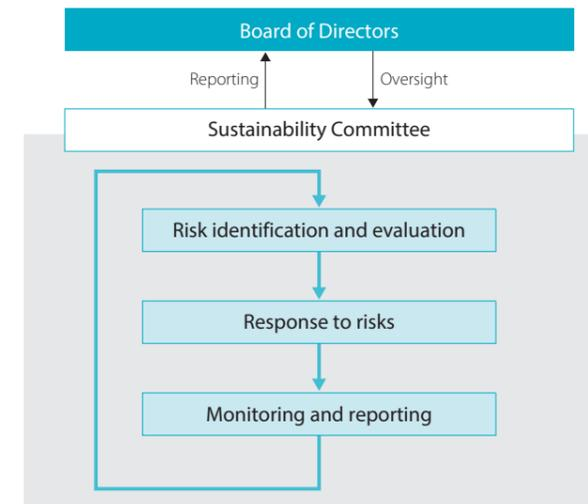 Board of Directors
Reporting
Oversight
Sustainability Committee
Risk identification and evaluation
Response to risks
Monitoring and reporting